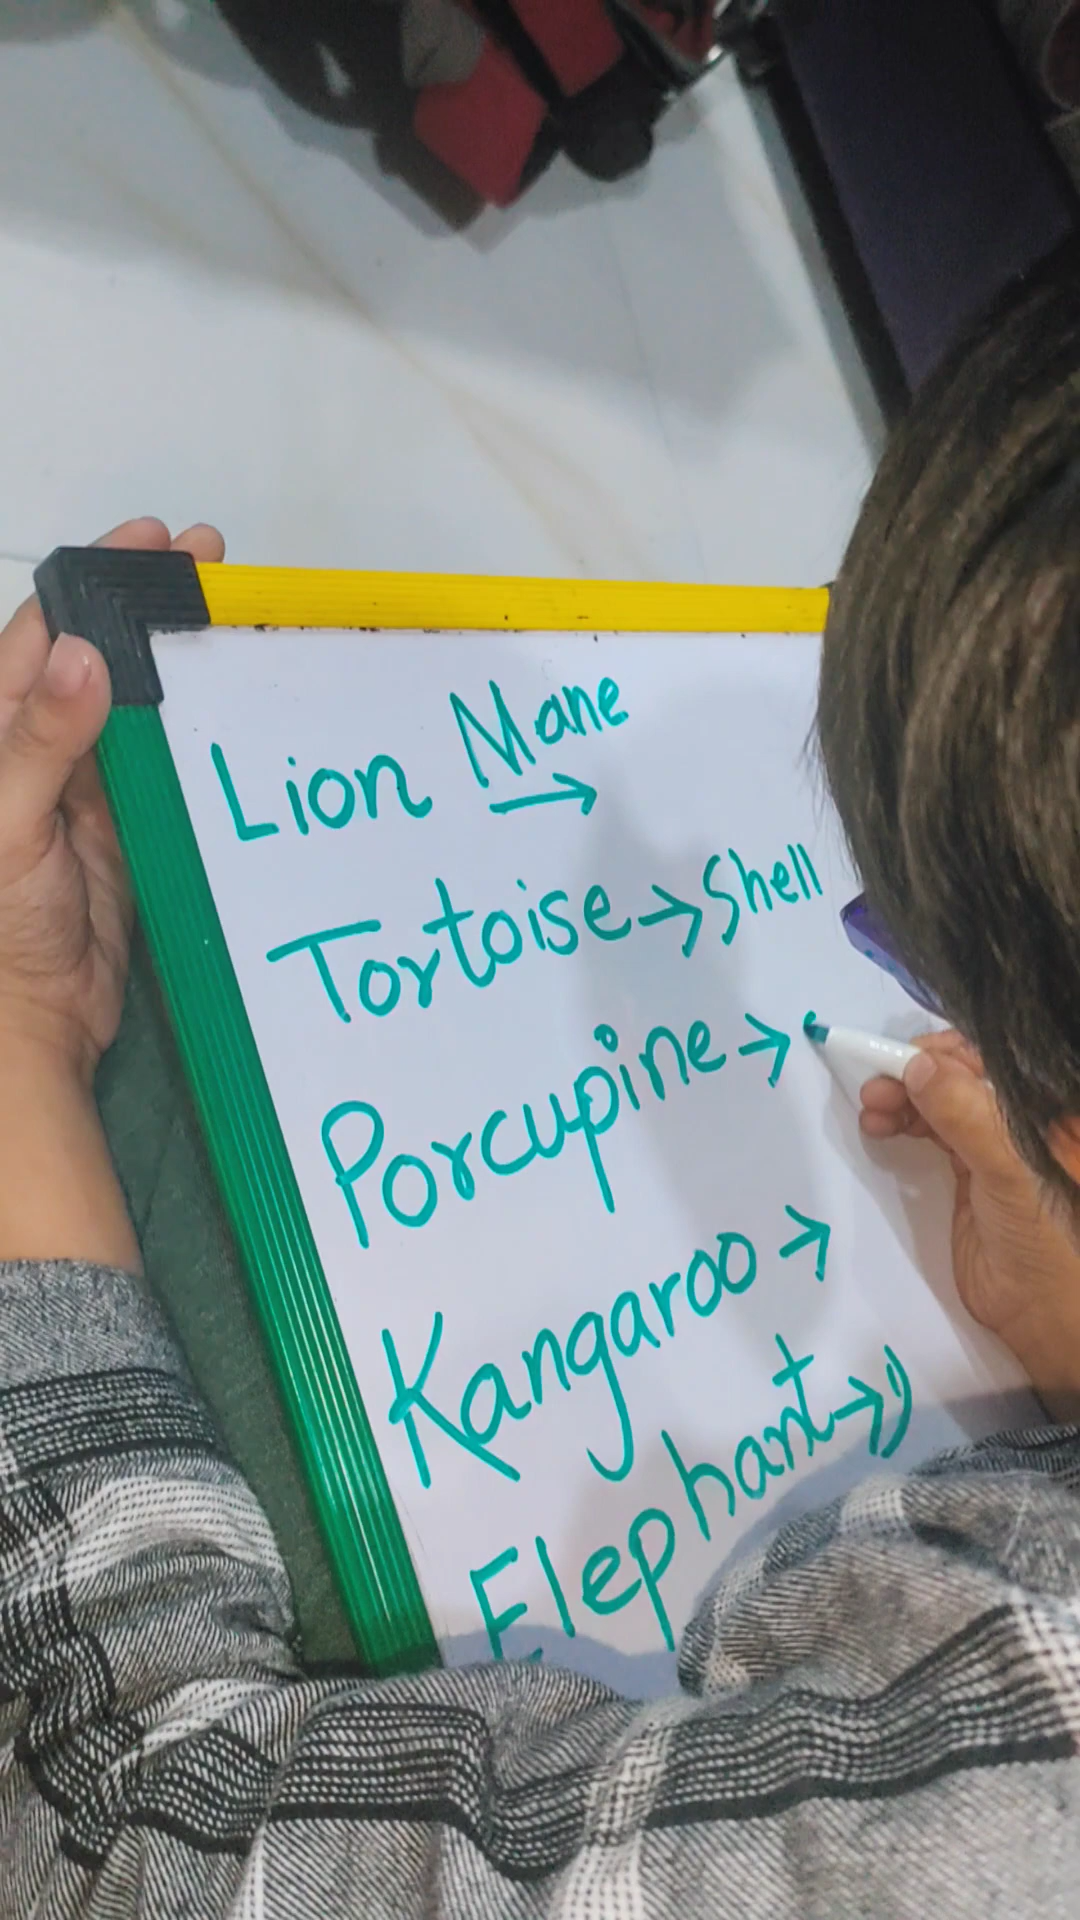 Lion Mane
→
Tortoise → Shell
Porcupine →
Kangaroo →
Elephant →